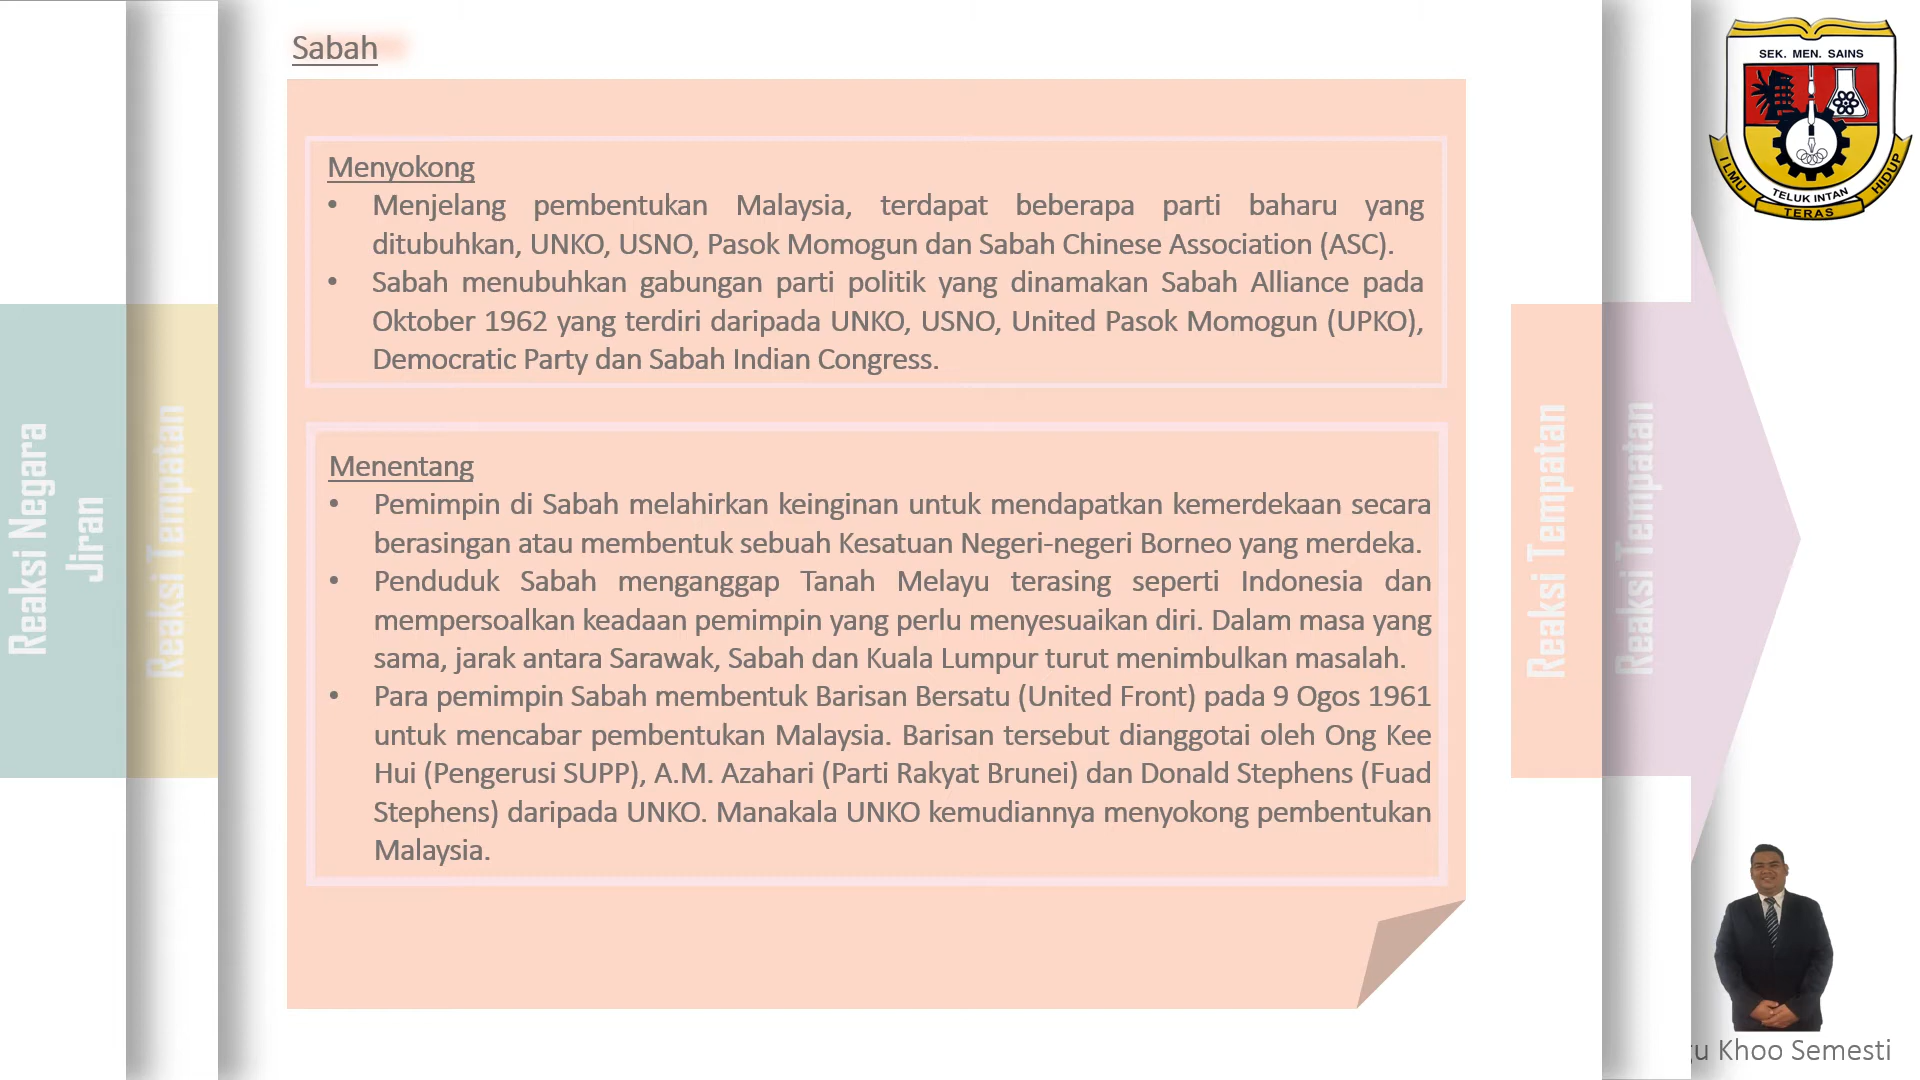 Sabah
Menyokong
• Menjelang pembentukan Malaysia, terdapat beberapa parti baharu yang
ditubuhkan, UNKO, USNO, Pasok Momogun dan Sabah Chinese Association (ASC).
• Sabah menubuhkan gabungan parti politik yang dinamakan Sabah Alliance pada
Oktober 1962 yang terdiri daripada UNKO, USNO, United Pasok Momogun (UPKO),
Democratic Party dan Sabah Indian Congress.
Menentang
• Pemimpin di Sabah melahirkan keinginan untuk mendapatkan kemerdekaan secara
berasingan atau membentuk sebuah Kesatuan Negeri-negeri Borneo yang merdeka.
• Penduduk Sabah menganggap Tanah Melayu terasing seperti Indonesia dan
mempersoalkan keadaan pemimpin yang perlu menyesuaikan diri. Dalam masa yang
sama, jarak antara Sarawak, Sabah dan Kuala Lumpur turut menimbulkan masalah.
• Para pemimpin Sabah membentuk Barisan Bersatu (United Front) pada 9 Ogos 1961
untuk mencabar pembentukan Malaysia. Barisan tersebut dianggotai oleh Ong Kee
Hui (Pengerusi SUPP), A.M. Azahari (Parti Rakyat Brunei) dan Donald Stephens (Fuad
Stephens) daripada UNKO. Manakala UNKO kemudiannya menyokong pembentukan
Malaysia.
Reaksi Negara
Jiran
Reaksi Tempatan
Reaksi Tempatan
Reaksi Tempatan
SEK. MEN. SAINS
TELUK INTAN
ILMU TERAS HIDUP
Khoo Semesti